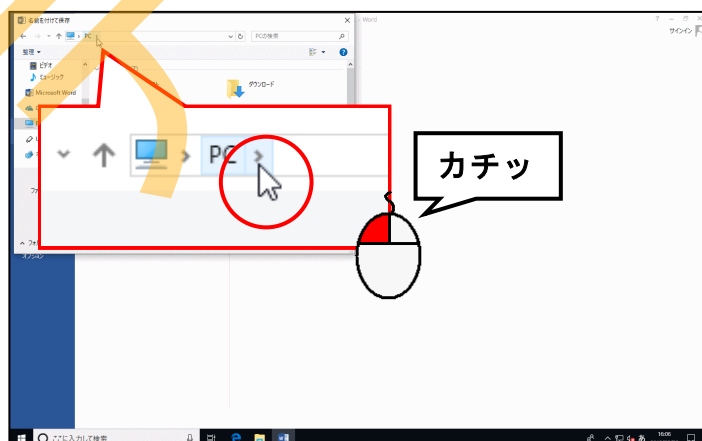 名前を付けて保存
Word
サインイン
PC
PCの検索
整理
ビデオ
ミュージック
Microsoft Word
ダウンロード
PC
カチッ
オプション
ここに入力して検索
あ
16:06